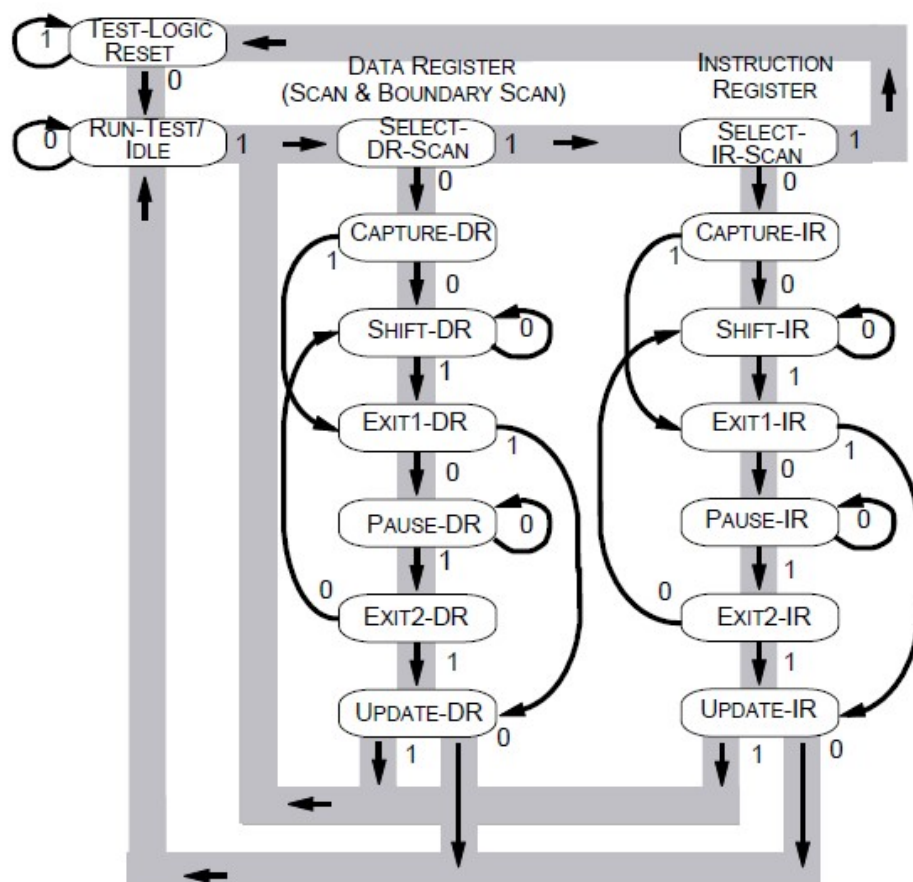 TEST-LOGIC
RESET
1
0
DATA REGISTER
(SCAN & BOUNDARY SCAN)
INSTRUCTION
REGISTER
RUN-TEST/
IDLE
0
1
SELECT-
DR-SCAN
1
SELECT-
IR-SCAN
1
0
0
CAPTURE-DR
1
0
CAPTURE-IR
1
0
SHIFT-DR
0
1
SHIFT-IR
0
1
EXIT1-DR
1
0
EXIT1-IR
1
0
PAUSE-DR
0
1
PAUSE-IR
0
1
0
EXIT2-DR
1
0
EXIT2-IR
1
UPDATE-DR
1
0
UPDATE-IR
1
0